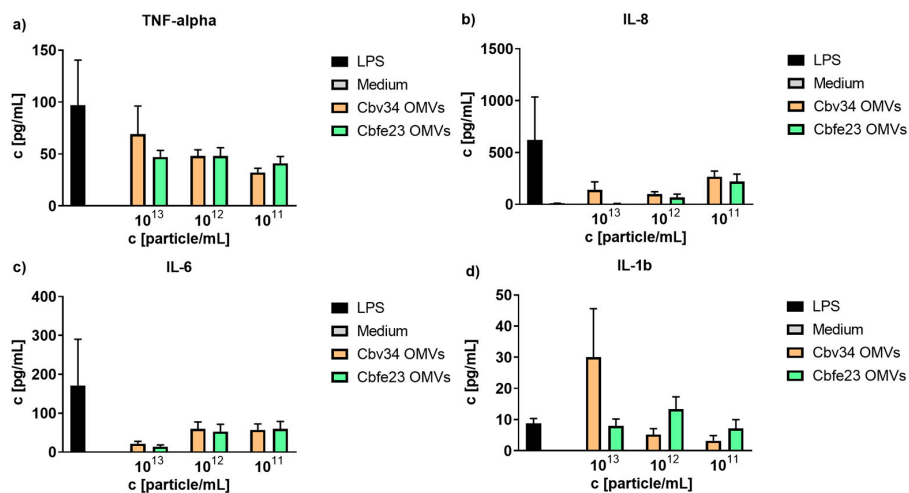 a)
TNF-alpha
150
100
50
0
c [pg/mL]
10^13
10^12
10^11
c [particle/mL]
LPS
Medium
Cbv34 OMVs
Cbfe23 OMVs
b)
IL-8
1500
1000
500
0
c [pg/mL]
10^13
10^12
10^11
c [particle/mL]
LPS
Medium
Cbv34 OMVs
Cbfe23 OMVs
c)
IL-6
400
300
200
100
0
c [pg/mL]
10^13
10^12
10^11
c [particle/mL]
LPS
Medium
Cbv34 OMVs
Cbfe23 OMVs
d)
IL-1b
50
40
30
20
10
0
c [pg/mL]
10^13
10^12
10^11
c [particle/mL]
LPS
Medium
Cbv34 OMVs
Cbfe23 OMVs